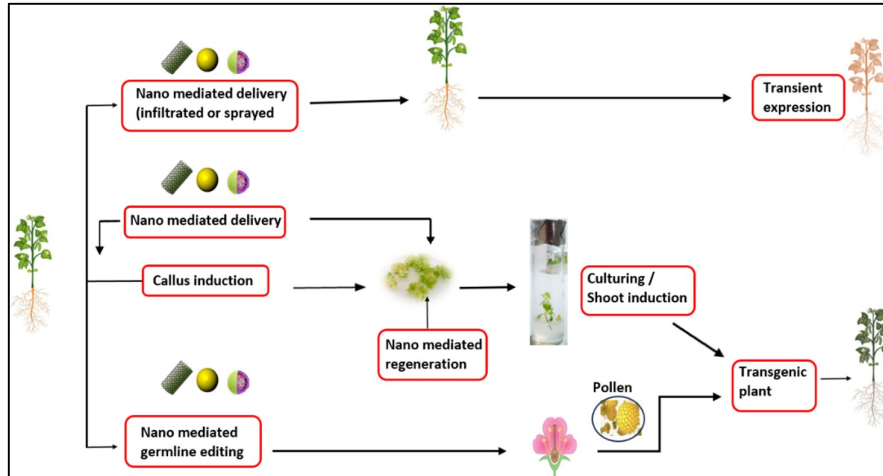 Nano mediated delivery
(infiltrated or sprayed
Transient
expression
Nano mediated delivery
Callus induction
Culturing /
Shoot induction
Nano mediated
regeneration
Transgenic
plant
Pollen
Nano mediated
germline editing